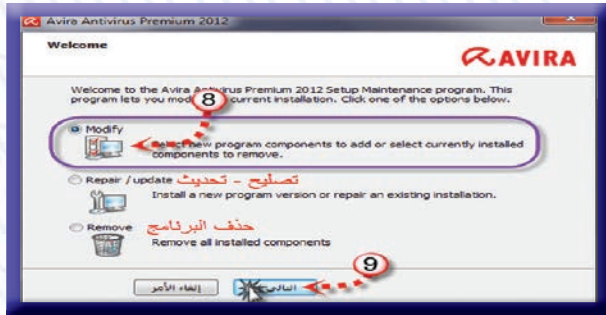 Avira Antivirus Premium 2012
Welcome
AVIRA
Welcome to the Avira Antivirus Premium 2012 Setup Maintenance program. This
program lets you modify current installation. Click one of the options below.
8
Modify
Select new program components to add or select currently installed
components to remove.
Repair / update تصليح - تحديث
Install a new program version or repair an existing installation.
Remove حذف البرنامج
Remove all installed components
9
التالي
إلغاء الأمر